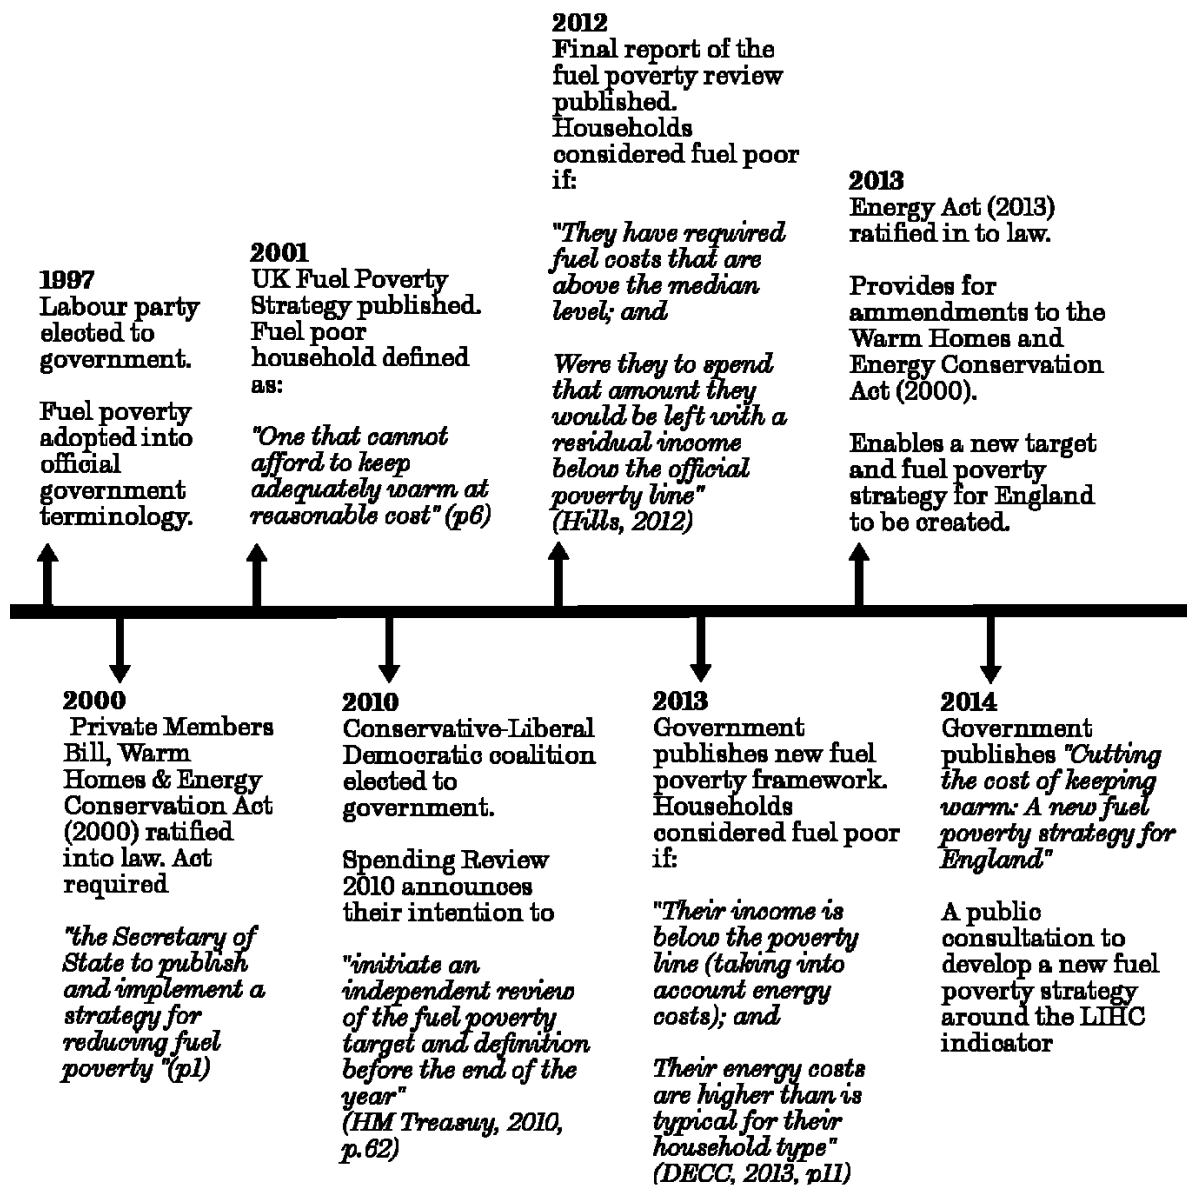 1997
Labour party
elected to
government.
Fuel poverty
adopted into
official
government
terminology.
2000
Private Members
Bill, Warm
Homes & Energy
Conservation Act
(2000) ratified
into law. Act
required
"the Secretary of
State to publish
and implement a
strategy for
reducing fuel
poverty "(p1)
2001
UK Fuel Poverty
Strategy published.
Fuel poor
household defined
as:
"One that cannot
afford to keep
adequately warm at
reasonable cost" (p6)
2010
Conservative-Liberal
Democratic coalition
elected to
government.
Spending Review
2010 announces
their intention to
"initiate an
independent review
of the fuel poverty
target and definition
before the end of the
year"
(HM Treasuy, 2010,
p.62)
2012
Final report of the
fuel poverty review
published.
Households
considered fuel poor
if:
"They have required
fuel costs that are
above the median
level; and
Were they to spend
that amount they
would be left with a
residual income
below the official
poverty line"
(Hills, 2012)
2013
Government
publishes new fuel
poverty framework.
Households
considered fuel poor
if:
"Their income is
below the poverty
line (taking into
account energy
costs); and
Their energy costs
are higher than is
typical for their
household type"
(DECC, 2013, p11)
2013
Energy Act (2013)
ratified in to law.
Provides for
ammendments to the
Warm Homes and
Energy Conservation
Act (2000).
Enables a new target
and fuel poverty
strategy for England
to be created.
2014
Government
publishes "Cutting
the cost of keeping
warm: A new fuel
poverty strategy for
England"
A public
consultation to
develop a new fuel
poverty strategy
around the LIHC
indicator